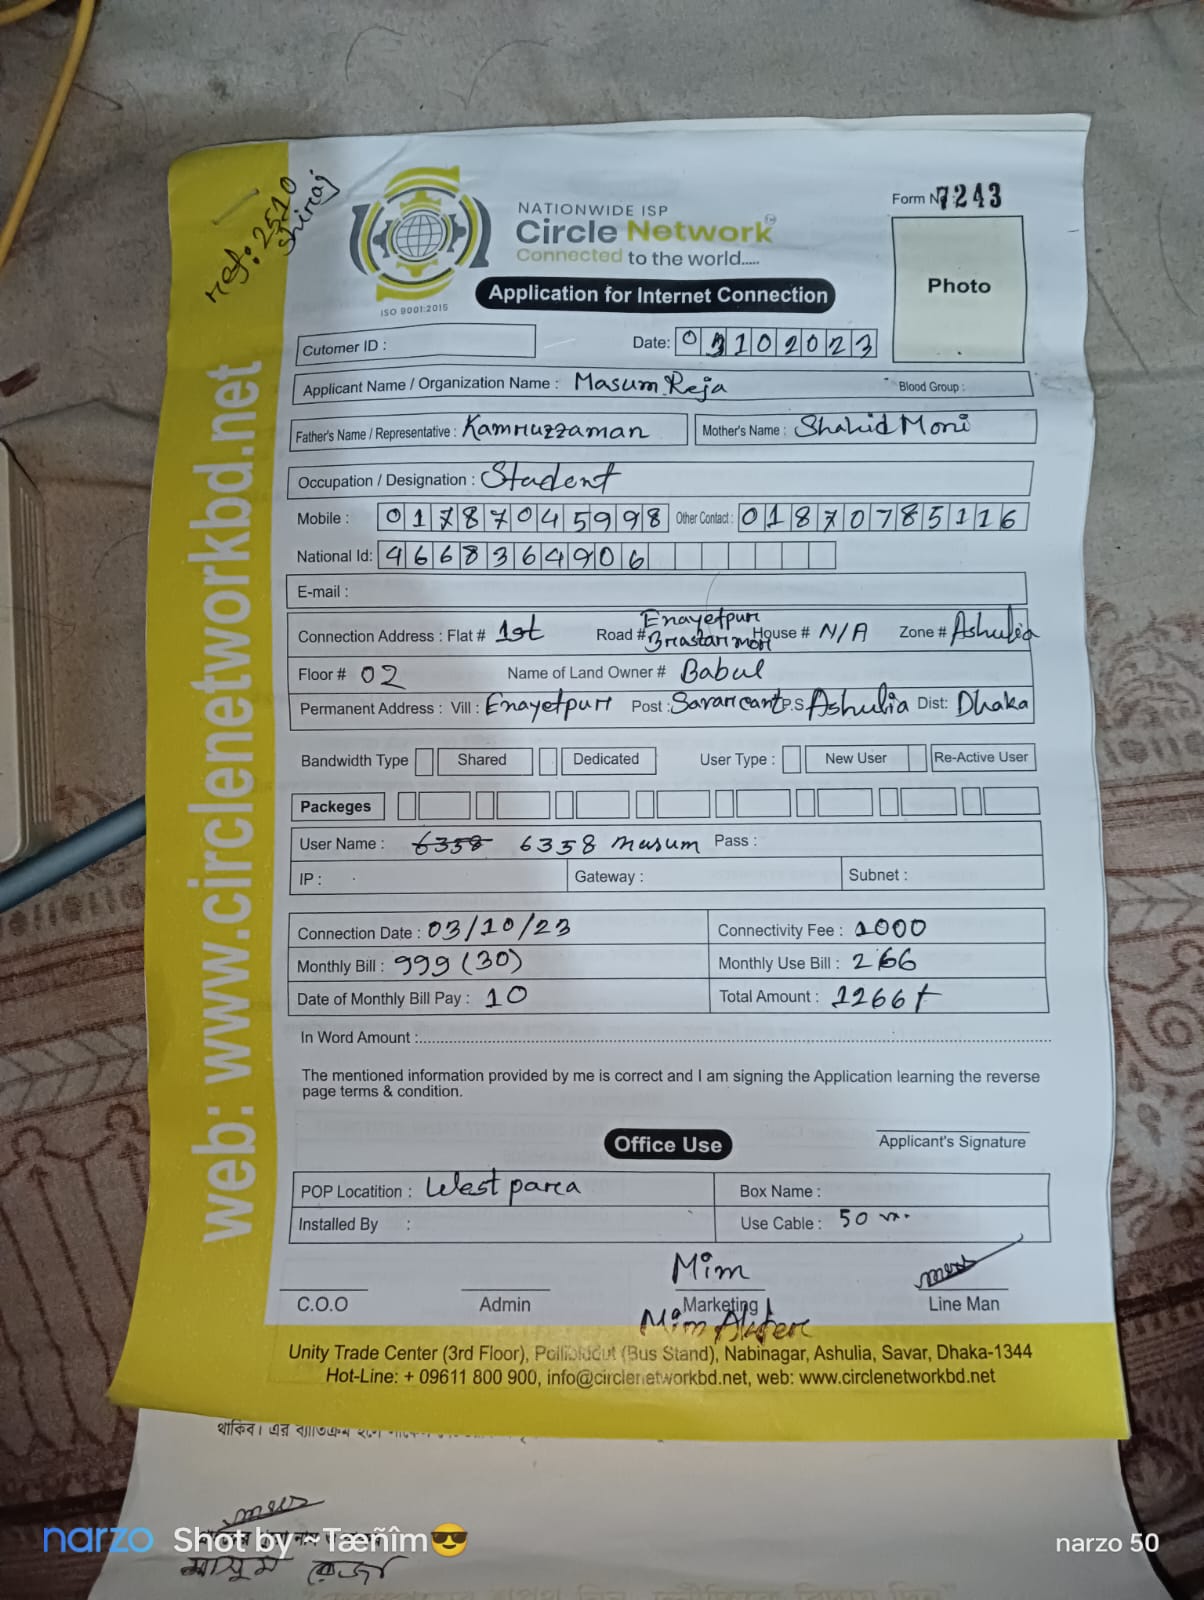 ref: 2510
shiraj
NATIONWIDE ISP
Circle Network
Connected to the world.....
ISO 9001:2015
Form N 7243
Photo
Application for Internet Connection
Cutomer ID :
Date: 03102023
Applicant Name / Organization Name : Masum Reja Blood Group :
Father's Name / Representative : Kamruzzaman Mother's Name : Shahid Moni
Occupation / Designation : Student
Mobile : 01787045998 Other Contact : 01870785116
National Id: 4668364906
E-mail :
Connection Address : Flat # 1st Road # Enayetpur House # N/A Zone # Ashulia
Floor # 02 Name of Land Owner # Babul
Permanent Address : Vill : Enayetpur Post : Savar cant P.S Ashulia Dist: Dhaka
Bandwidth Type Shared Dedicated User Type : New User Re-Active User
Packeges
User Name : 6358 6358 masum Pass :
IP : Gateway : Subnet :
Connection Date : 03/10/23 Connectivity Fee : 1000
Monthly Bill : 999 (30) Monthly Use Bill : 266
Date of Monthly Bill Pay : 10 Total Amount : 1266
In Word Amount :
The mentioned information provided by me is correct and I am signing the Application learning the reverse
page terms & condition.
Applicant's Signature
Office Use
POP Locatition : West parea Box Name :
Installed By : Use Cable : 50 m.
Mim
C.O.O Admin Marketing Line Man
Mim Akter
Unity Trade Center (3rd Floor), (Bus Stand), Nabinagar, Ashulia, Savar, Dhaka-1344
Hot-Line: + 09611 800 900, info@circlenetworkbd.net, web: www.circlenetworkbd.net
web: www.circlenetworkbd.net
থাকিব। এর
মাসুম রেজা
narzo Shot by ~ Tæñîm😎
narzo 50